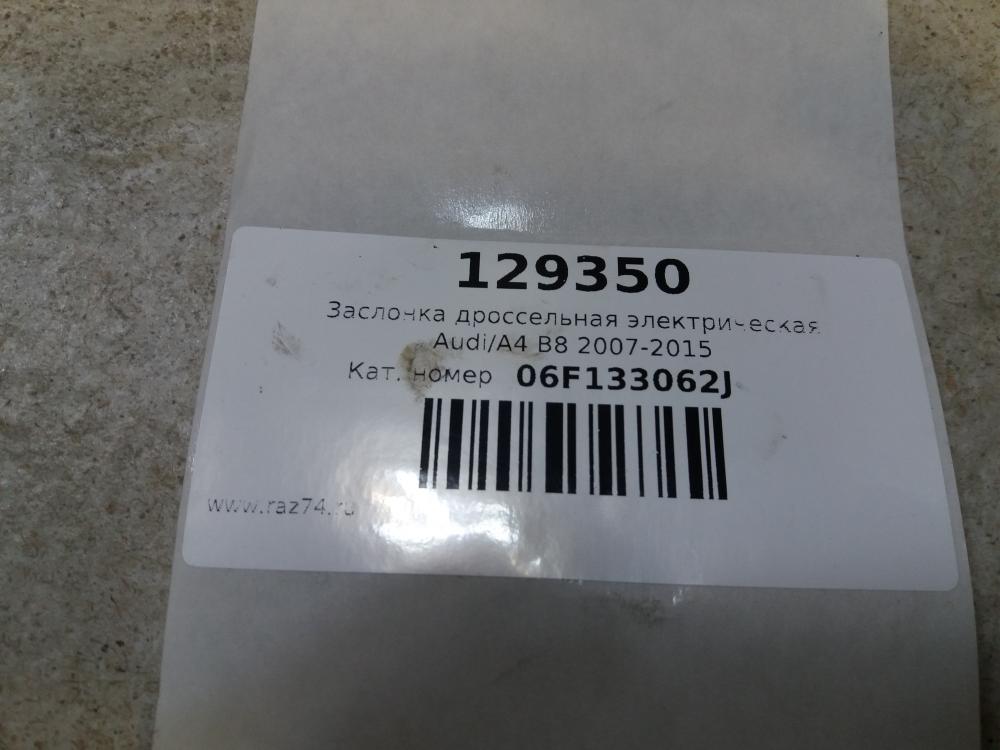 129350
Заслонка дроссельная электрическая
Audi/A4 B8 2007-2015
Кат. номер 06F133062J
www.raz74.ru